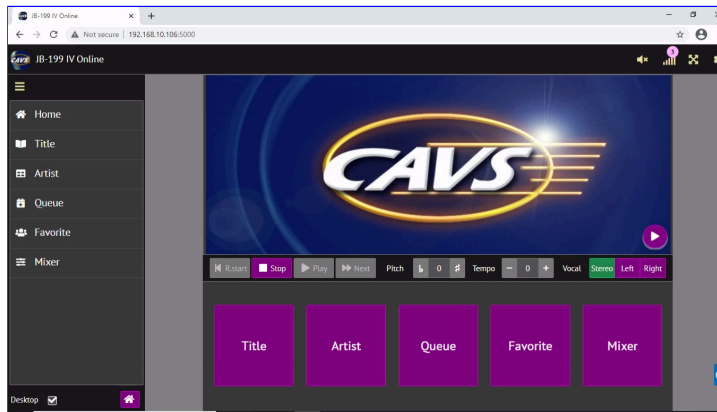 JB-199 IV Online
Not secure | 192.168.10.106:5000
CAVS JB-199 IV Online
5
Home
Title
Artist
Queue
Favorite
Mixer
CAVS
R.start Stop Play Next Pitch ♭ 0 ♯ Tempo − 0 + Vocal Stereo Left Right
Title Artist Queue Favorite Mixer
Desktop